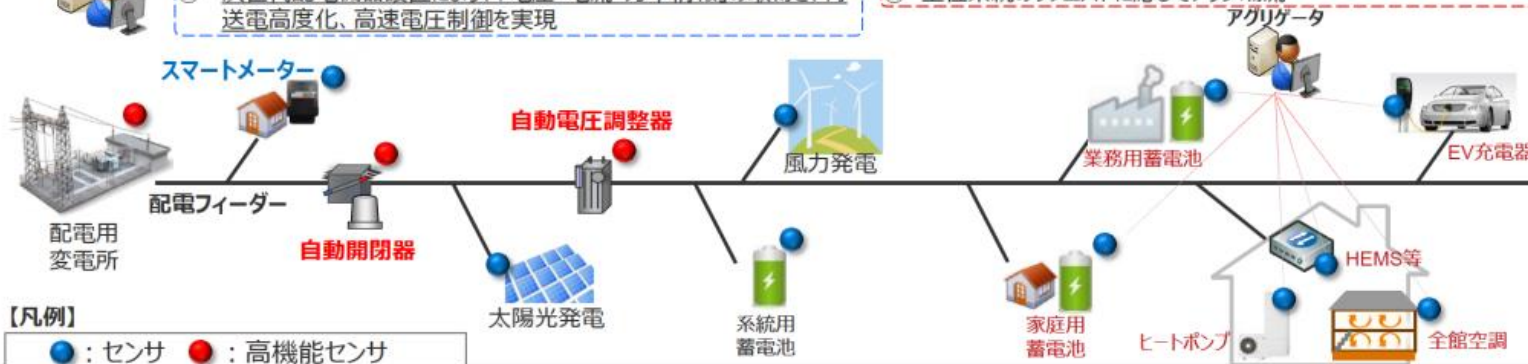 送電高度化、高速電圧制御を実現
アグリゲータ
スマートメーター
自動電圧調整器
風力発電
業務用蓄電池
EV充電器
配電フィーダー
配電用
変電所
自動開閉器
太陽光発電
系統用
蓄電池
家庭用
蓄電池
HEMS等
ヒートポンプ
全館空調
【凡例】
：センサ ：高機能センサ